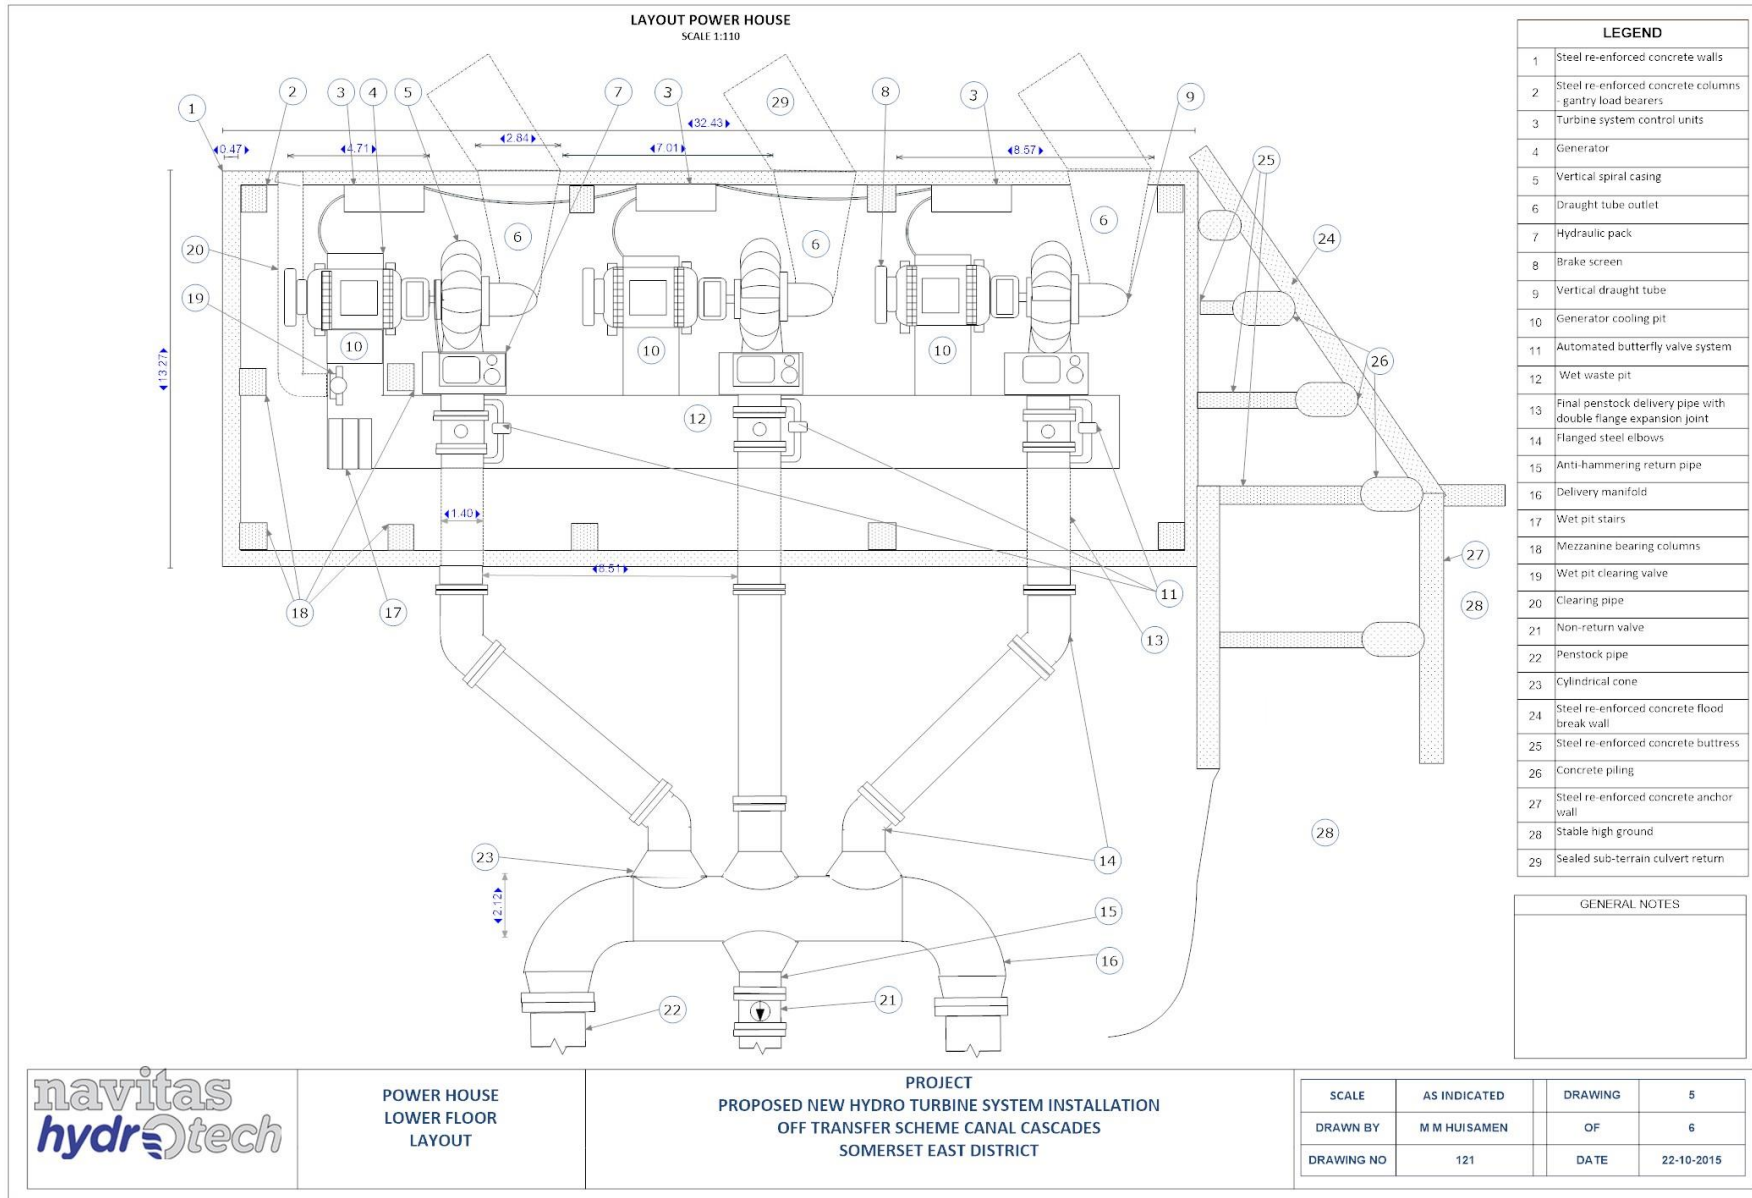 LAYOUT POWER HOUSE
SCALE 1:110
1
2
3
4
5
7
3
29
8
3
9
32.43
0.47
4.71
2.84
7.01
8.57
25
6
6
6
20
24
19
10
10
10
26
13.27
12
1.40
8.51
18
17
11
13
27
28
28
23
14
2.12
15
16
22
21
LEGEND
1 Steel re-enforced concrete walls
2 Steel re-enforced concrete columns
- gantry load bearers
3 Turbine system control units
4 Generator
5 Vertical spiral casing
6 Draught tube outlet
7 Hydraulic pack
8 Brake screen
9 Vertical draught tube
10 Generator cooling pit
11 Automated butterfly valve system
12 Wet waste pit
13 Final penstock delivery pipe with
double flange expansion joint
14 Flanged steel elbows
15 Anti-hammering return pipe
16 Delivery manifold
17 Wet pit stairs
18 Mezzanine bearing columns
19 Wet pit clearing valve
20 Clearing pipe
21 Non-return valve
22 Penstock pipe
23 Cylindrical cone
24 Steel re-enforced concrete flood
break wall
25 Steel re-enforced concrete buttress
26 Concrete piling
27 Steel re-enforced concrete anchor
wall
28 Stable high ground
29 Sealed sub-terrain culvert return
GENERAL NOTES
navitas
hydrotech
POWER HOUSE
LOWER FLOOR
LAYOUT
PROJECT
PROPOSED NEW HYDRO TURBINE SYSTEM INSTALLATION
OFF TRANSFER SCHEME CANAL CASCADES
SOMERSET EAST DISTRICT
SCALE AS INDICATED DRAWING 5
DRAWN BY M M HUISAMEN OF 6
DRAWING NO 121 DATE 22-10-2015